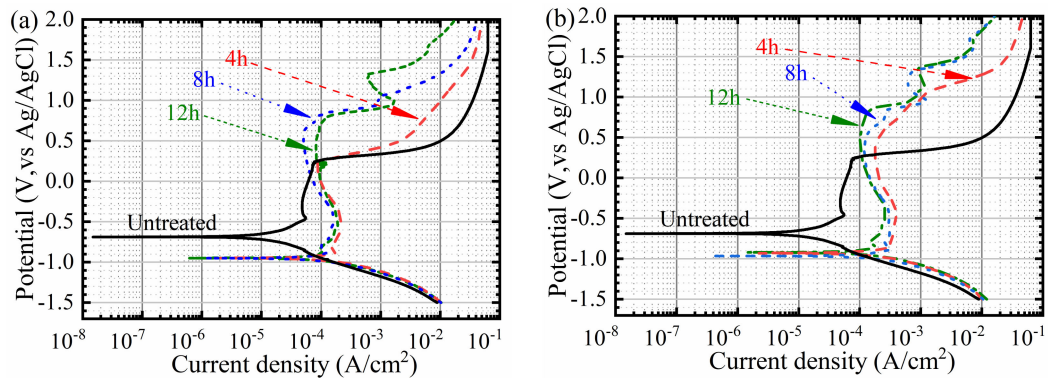 (a)
2.0
1.5
1.0
0.5
0.0
-0.5
-1.0
-1.5
Potential (V,vs Ag/AgCl)
4h
8h
12h
Untreated
10-8 10-7 10-6 10-5 10-4 10-3 10-2 10-1
Current density (A/cm2)
(b)
2.0
1.5
1.0
0.5
0.0
-0.5
-1.0
-1.5
Potential (V,vs Ag/AgCl)
4h
8h
12h
Untreated
10-8 10-7 10-6 10-5 10-4 10-3 10-2 10-1
Current density (A/cm2)